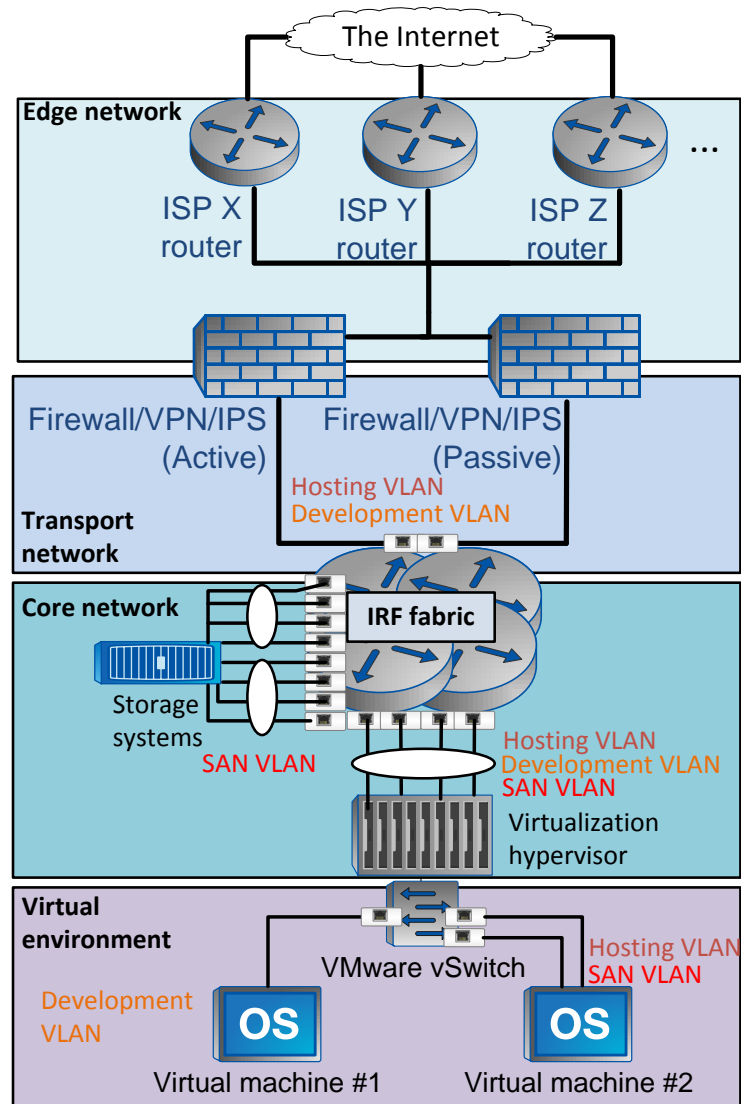 The Internet
Edge network
...
ISP X
router
ISP Y
router
ISP Z
router
Firewall/VPN/IPS
(Active)
Firewall/VPN/IPS
(Passive)
Hosting VLAN
Development VLAN
Transport
network
Core network
IRF fabric
Storage
systems
SAN VLAN
Hosting VLAN
Development VLAN
SAN VLAN
Virtualization
hypervisor
Virtual
environment
VMware vSwitch
Hosting VLAN
SAN VLAN
Development
VLAN
OS
OS
Virtual machine #1
Virtual machine #2